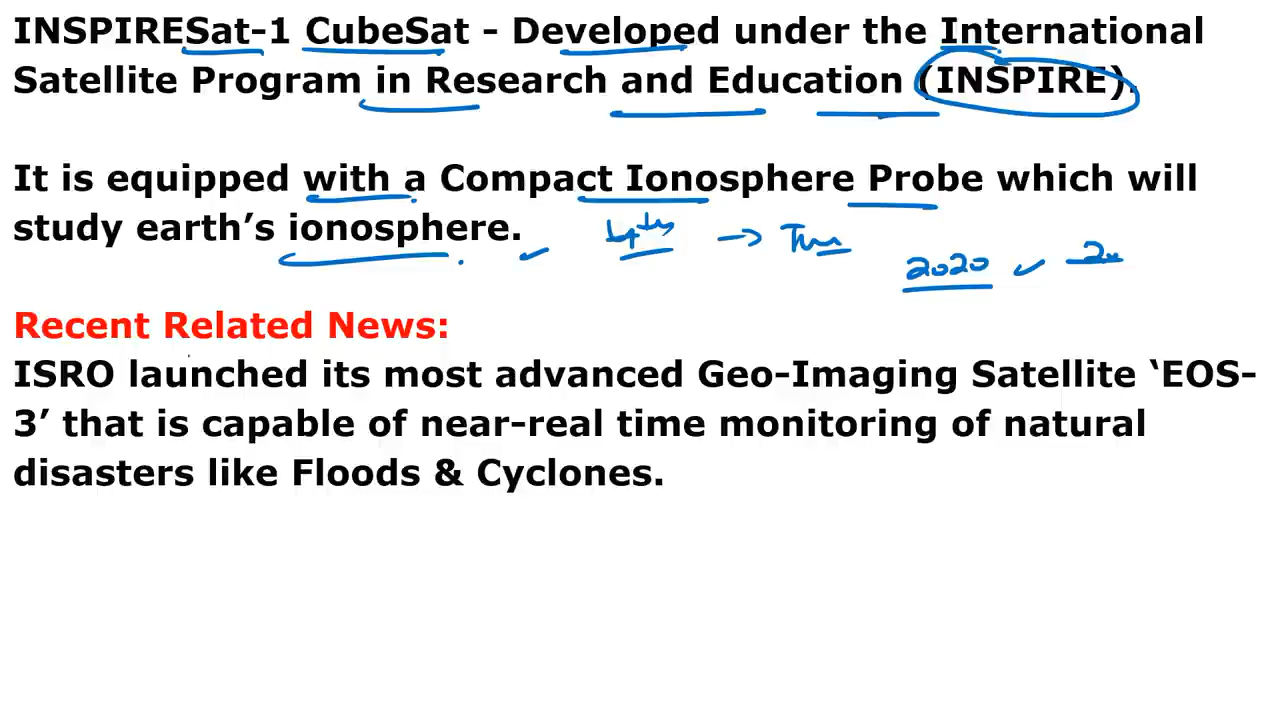 INSPIRESat-1 CubeSat - Developed under the International
Satellite Program in Research and Education (INSPIRE).
It is equipped with a Compact Ionosphere Probe which will
study earth’s ionosphere.
2020
Recent Related News:
ISRO launched its most advanced Geo-Imaging Satellite ‘EOS-
3’ that is capable of near-real time monitoring of natural
disasters like Floods & Cyclones.